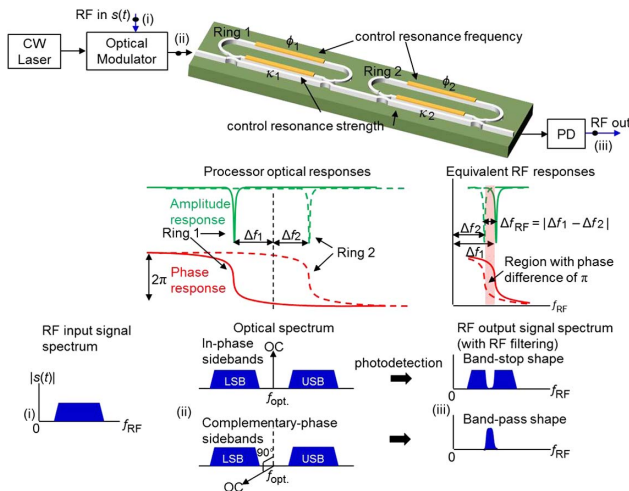 RF in s(t)
(i)
CW
Laser
Optical
Modulator
(ii)
Ring 1
ϕ1
κ1
control resonance frequency
Ring 2
ϕ2
κ2
control resonance strength
PD
RF out
(iii)
Processor optical responses
Equivalent RF responses
Amplitude
response
Ring 1
Δf1
Δf2
Ring 2
Phase
response
2π
Δf2
Δf1
ΔfRF = |Δf1 − Δf2|
Region with phase
difference of π
fRF
RF input signal
spectrum
|s(t)|
(i)
0
fRF
Optical spectrum
In-phase
sidebands
OC
LSB
USB
fopt.
(ii)
Complementary-phase
sidebands
90°
LSB
USB
fopt.
OC
photodetection
RF output signal spectrum
(with RF filtering)
Band-stop shape
0
fRF
(iii)
Band-pass shape
0
fRF